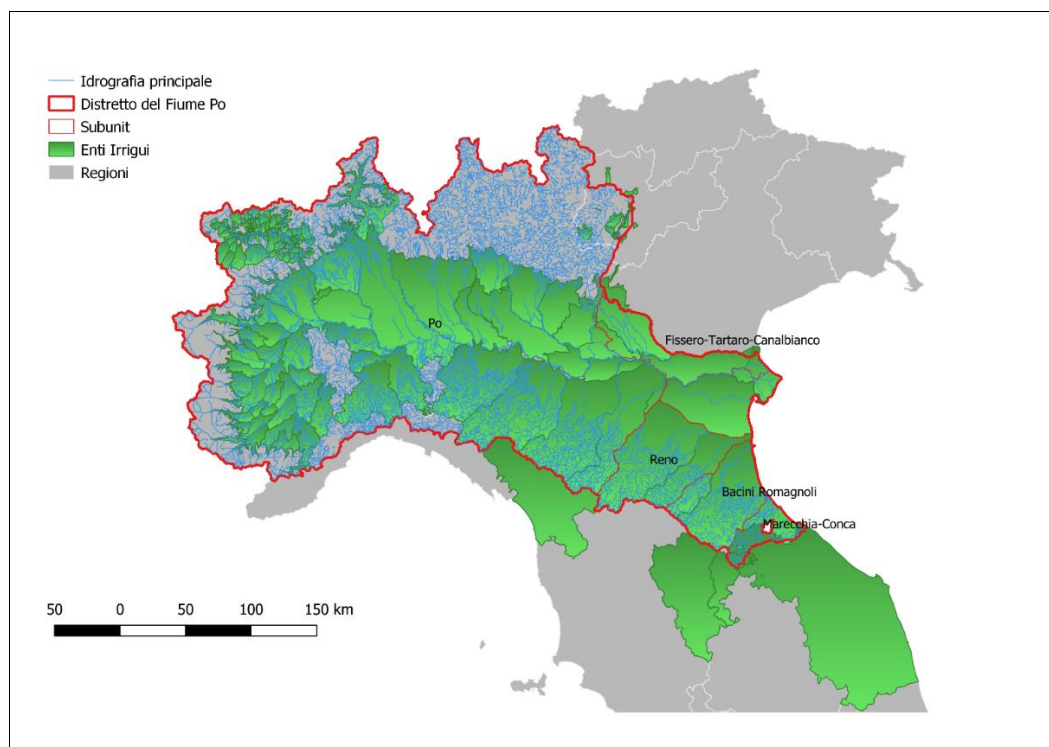 Idrografia principale
Distretto del Fiume Po
Subunit
Enti Irrigui
Regioni
Po
Fissero-Tartaro-Canalbianco
Reno
Bacini Romagnoli
Marecchia-Conca
50 0 50 100 150 km